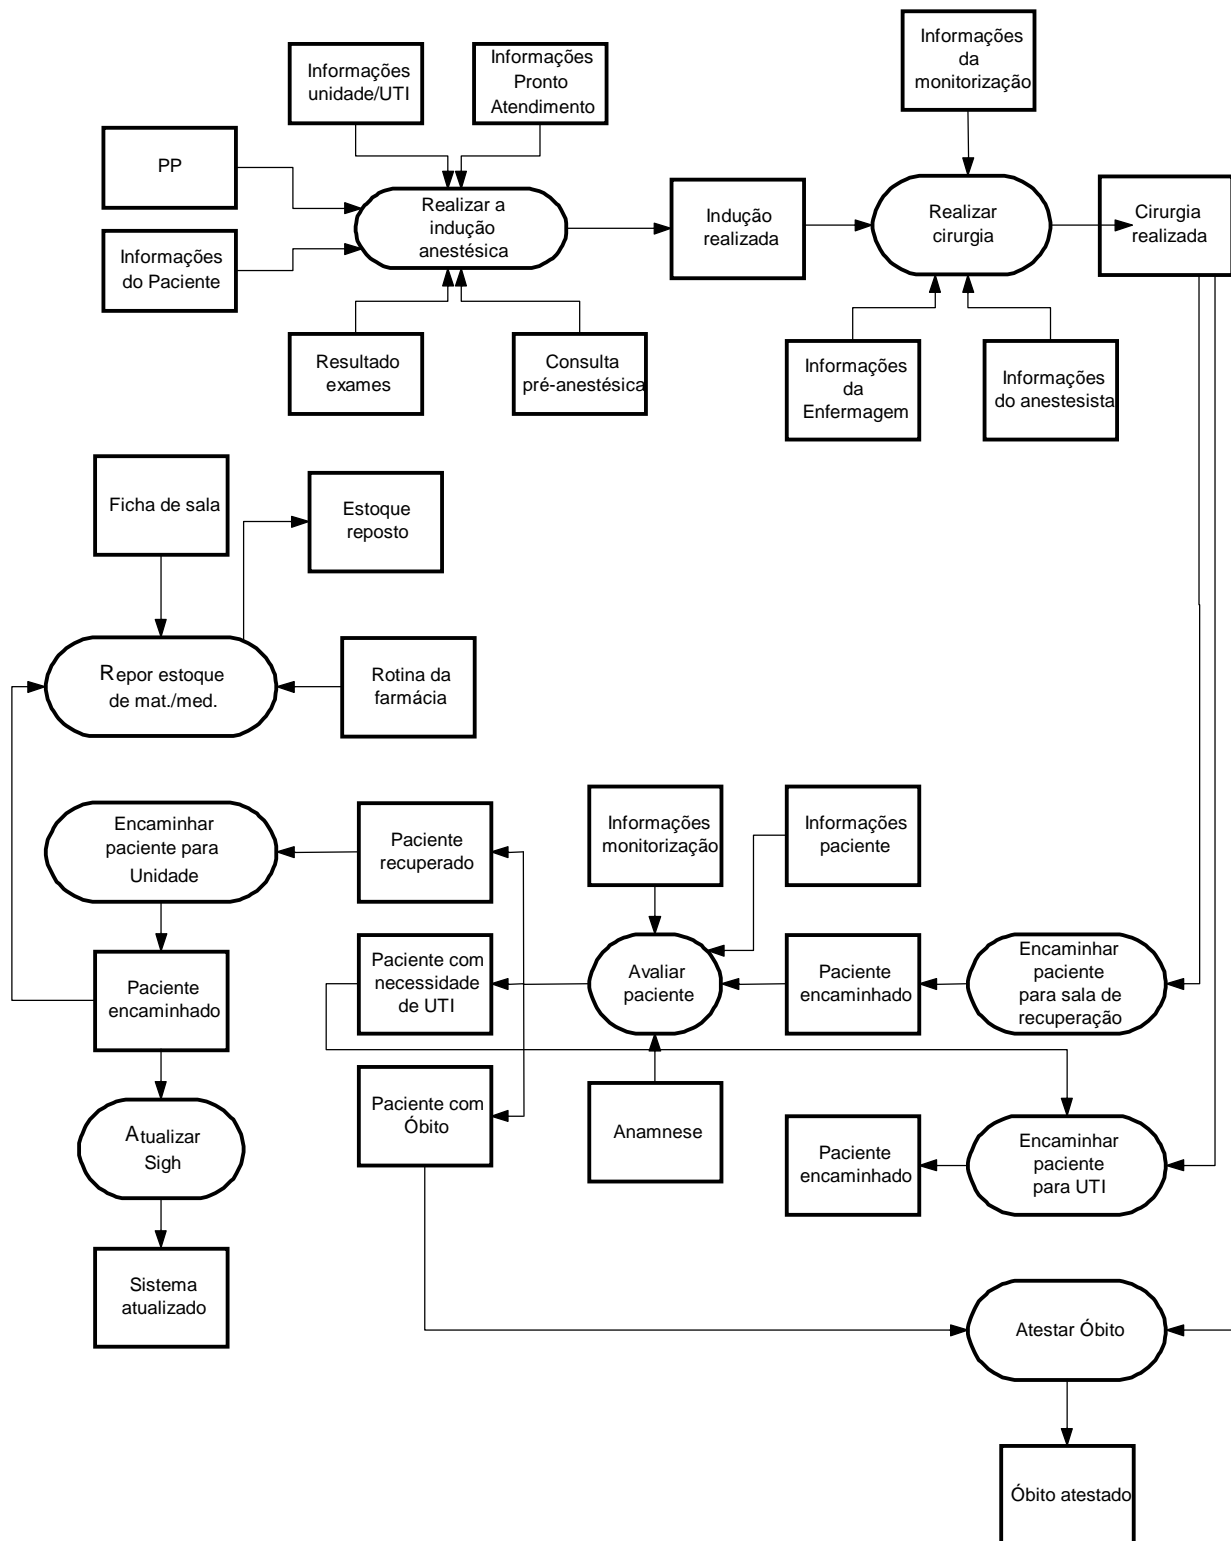 Informações
unidade/UTI
Informações
Pronto
Atendimento
Informações
da
monitorização
PP
Realizar a
indução
anestésica
Indução
realizada
Realizar
cirurgia
Cirurgia
realizada
Informações
do Paciente
Resultado
exames
Consulta
pré-anestésica
Informações
da
Enfermagem
Informações
do anestesista
Ficha de sala
Estoque
reposto
Repor estoque
de mat./med.
Rotina da
farmácia
Encaminhar
paciente para
Unidade
Paciente
recuperado
Informações
monitorização
Informações
paciente
Paciente
encaminhado
Paciente com
necessidade
de UTI
Avaliar
paciente
Paciente
encaminhado
Encaminhar
paciente
para sala de
recuperação
Atualizar
Sigh
Paciente com
Óbito
Anamnese
Paciente
encaminhado
Encaminhar
paciente
para UTI
Sistema
atualizado
Atestar Óbito
Óbito atestado